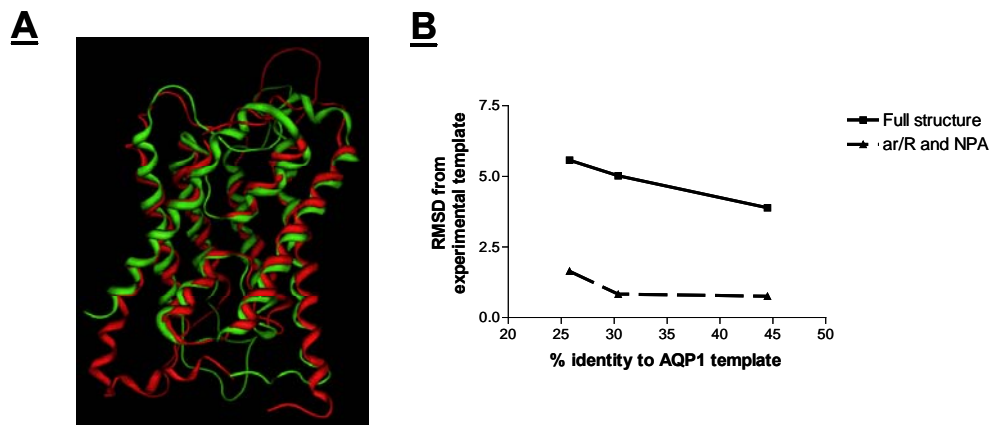 A
B
7.5
5.0
2.5
0.0
RMSD from
experimental template
20
25
30
35
40
45
50
% identity to AQP1 template
Full structure
ar/R and NPA